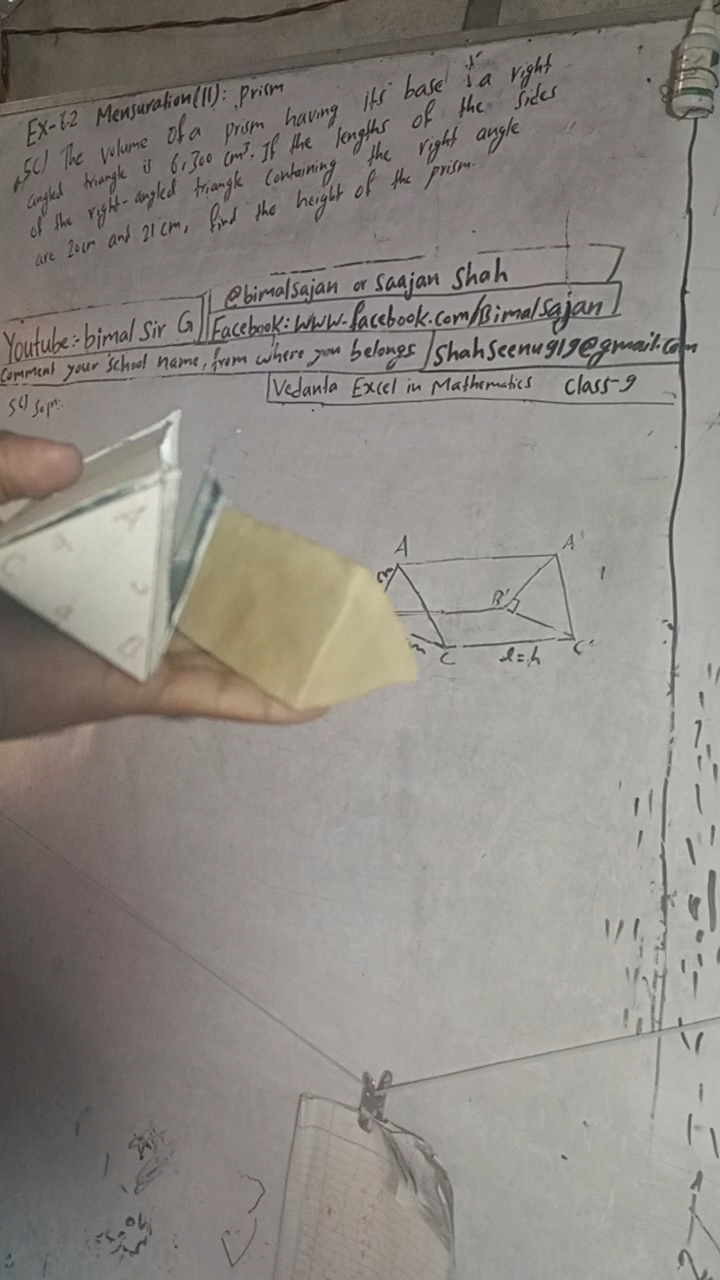 Ex-6.2 Mensuration(II): Prism
5c) The volume of a prism having its base is a right
angled triangle is 6,300 cm³. If the lengths of the sides
of the right-angled triangle containing the right angle
are 20cm and 21cm, find the height of the prism.
@bimalsajan or Saajan Shah
Youtube:- bimal Sir G
Facebook: www.facebook.com/Bimalsajan
Comment your school name, from where you belongs
shahseenu919@gmail.com
Vedanta Excel in Mathematics Class-9
5c) Soln:
A A'
cm B'
C l=h C'